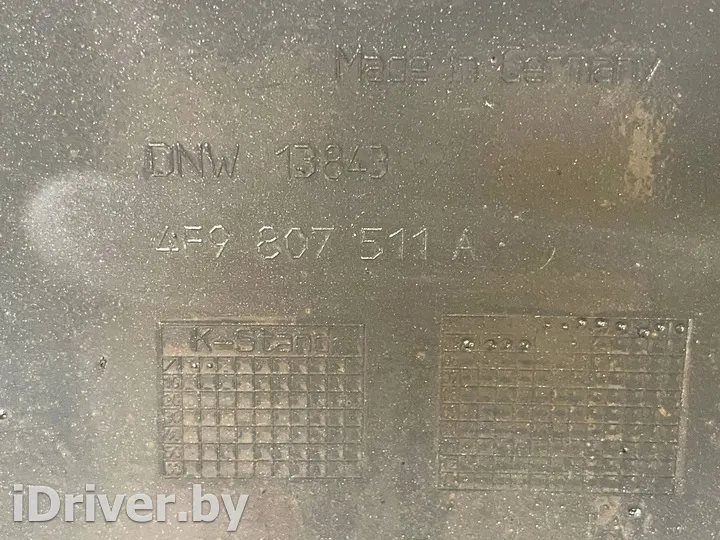 Made in Germany
DNW 13843
4F9 807 511 A
K-Stand
iDriver.by